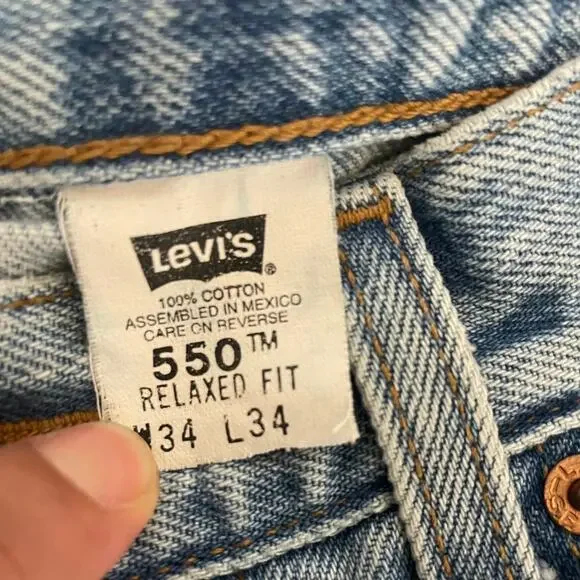 LEVI'S ®
100% COTTON
ASSEMBLED IN MEXICO
CARE ON REVERSE
550™
RELAXED FIT
W34 L34